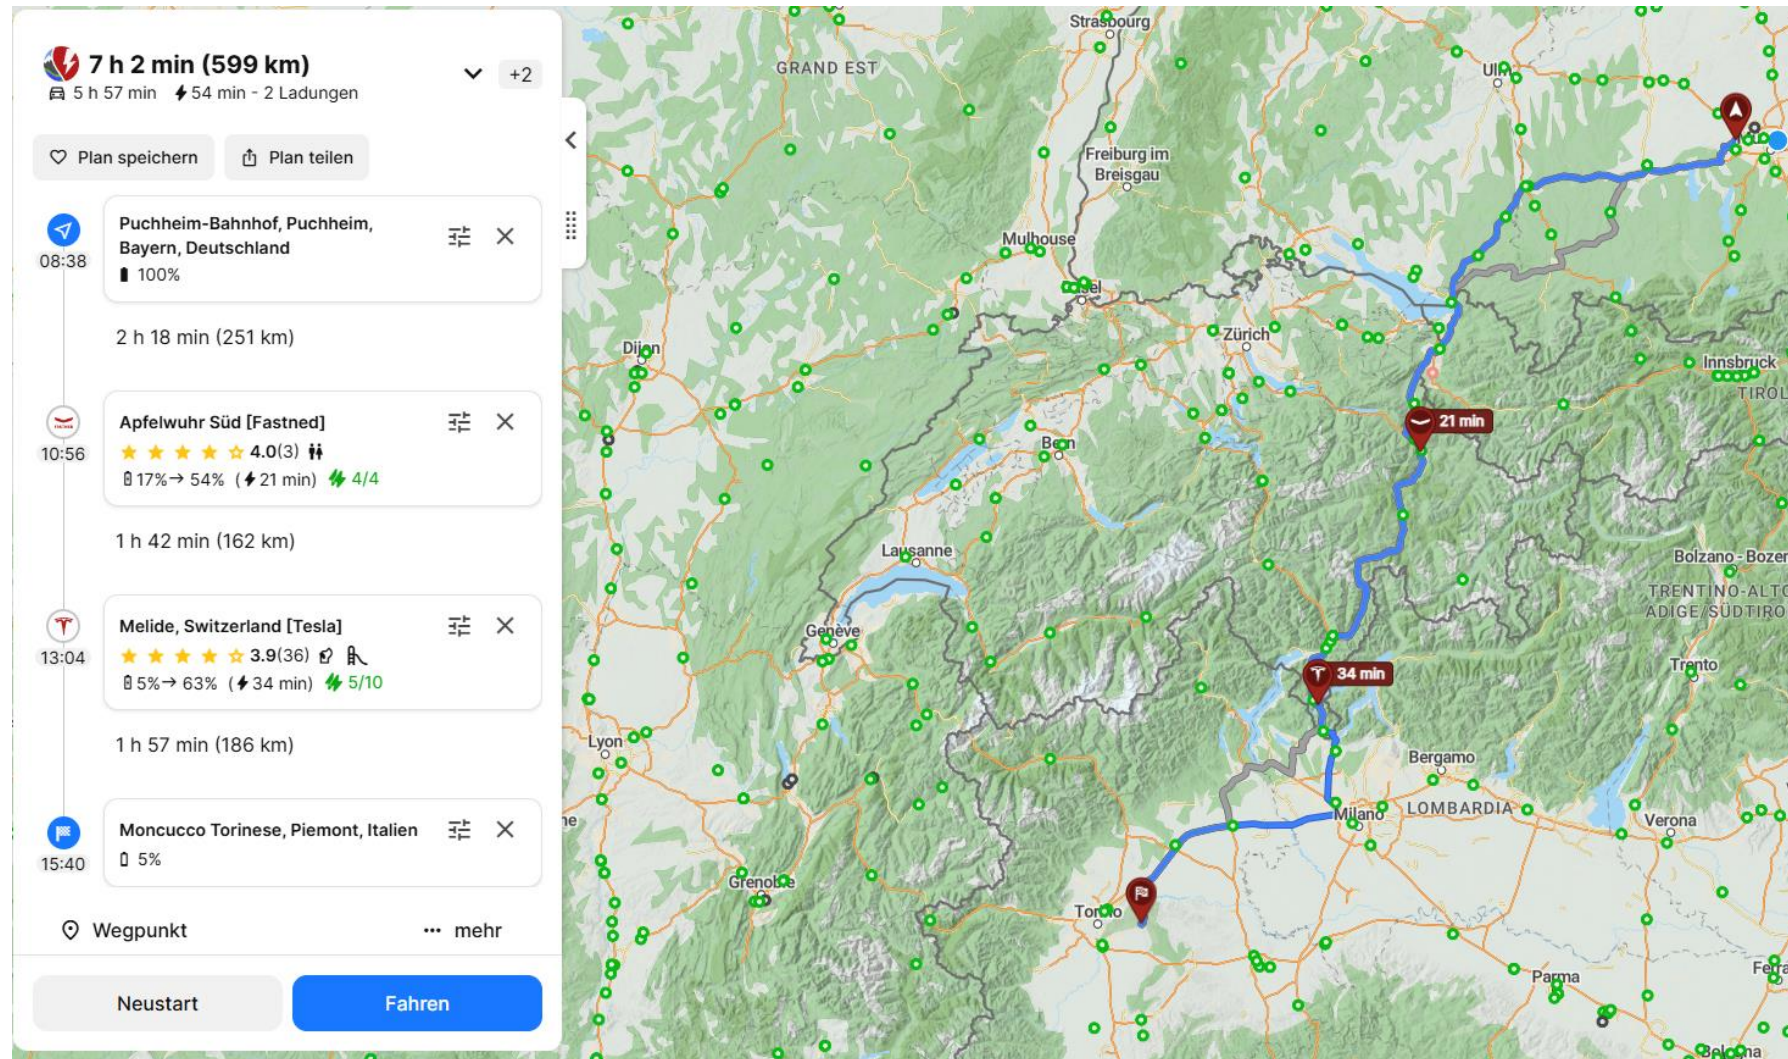 7 h 2 min (599 km)
+2
5 h 57 min 54 min - 2 Ladungen
Plan speichern
Plan teilen
Puchheim-Bahnhof, Puchheim,
Bayern, Deutschland
100%
08:38
2 h 18 min (251 km)
Apfelwuhr Süd [Fastned]
4.0(3)
17%→ 54% (21 min) 4/4
10:56
1 h 42 min (162 km)
Melide, Switzerland [Tesla]
3.9(36)
5%→ 63% (34 min) 5/10
13:04
1 h 57 min (186 km)
Moncucco Torinese, Piemont, Italien
5%
15:40
Wegpunkt
mehr
Neustart
Fahren
Strasbourg
GRAND EST
Ulm
Freiburg im
Breisgau
Mulhouse
Basel
Zürich
Dijon
Innsbruck
TIROL
21 min
Bern
Lausanne
Bolzano - Bozen
TRENTINO-ALTO
ADIGE/SÜDTIRO
Genève
Trento
34 min
Lyon
Bergamo
LOMBARDIA
Milano
Verona
ne
Grenoble
Torino
Parma
Ferra
Bologna